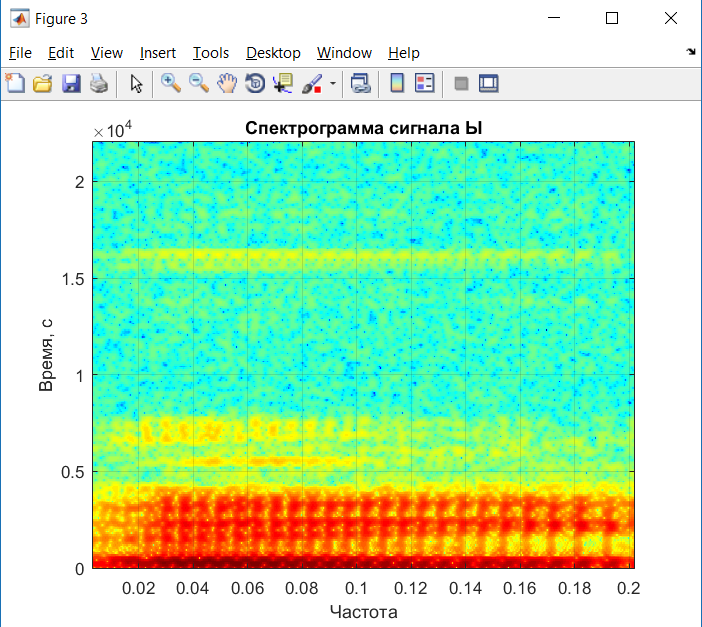 Figure 3
File Edit View Insert Tools Desktop Window Help
×10⁴
Спектрограмма сигнала Ы
2
1.5
1
0.5
0
Время, с
0.02 0.04 0.06 0.08 0.1 0.12 0.14 0.16 0.18 0.2
Частота